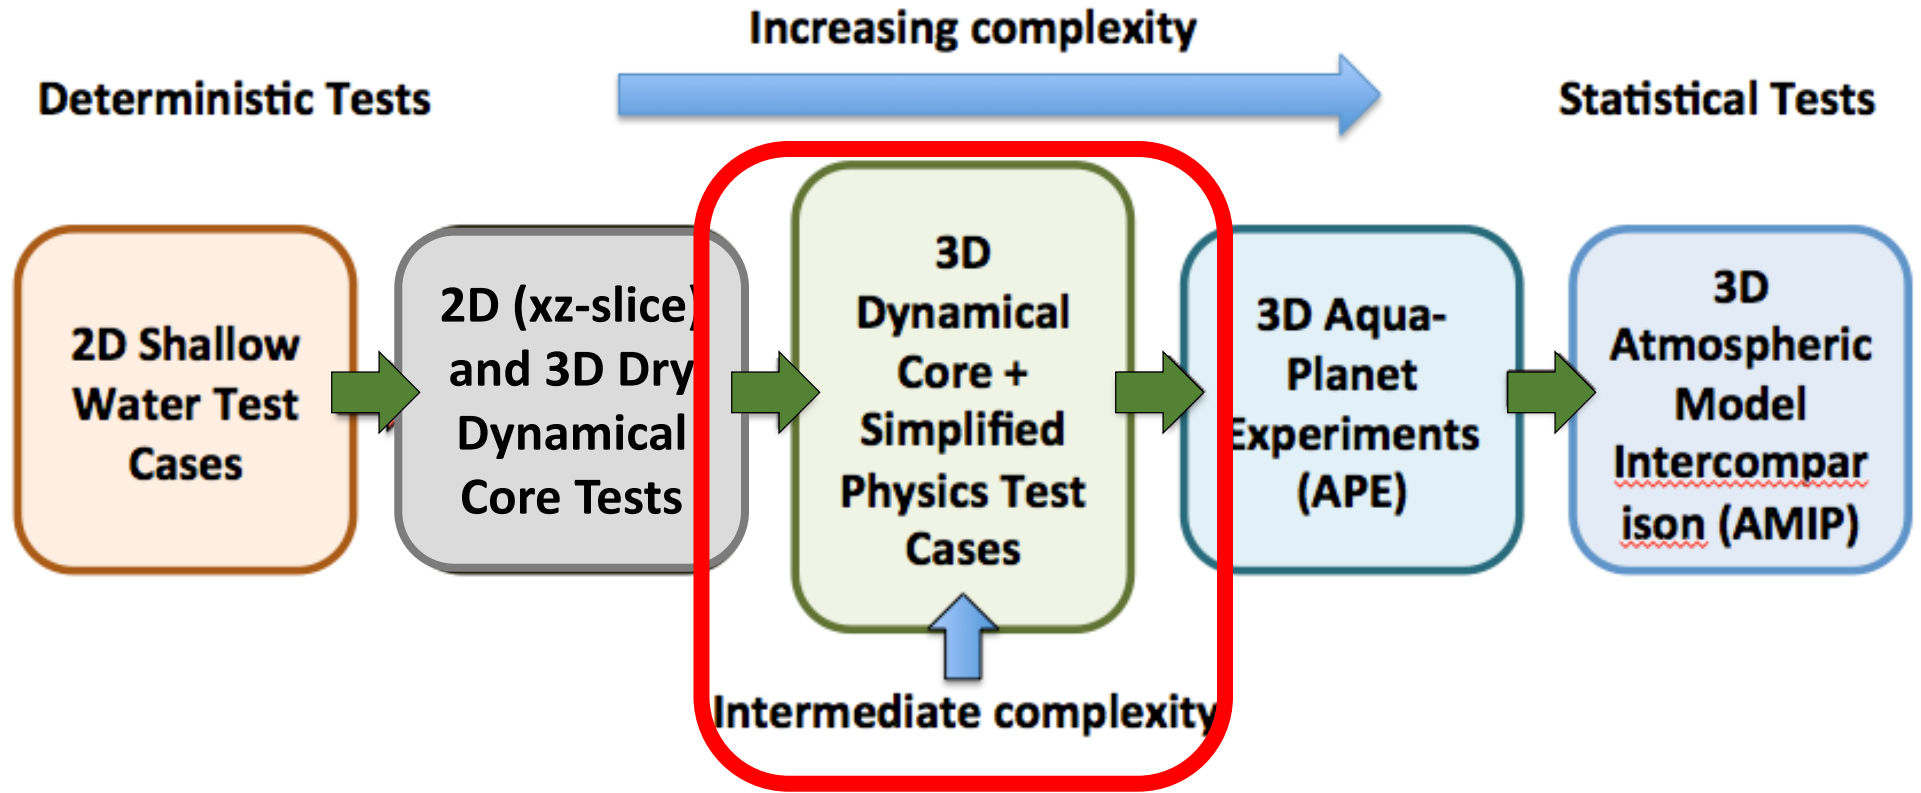 Increasing complexity
Deterministic Tests
Statistical Tests
2D Shallow
Water Test
Cases
2D (xz-slice)
and 3D Dry
Dynamical
Core Tests
3D
Dynamical
Core +
Simplified
Physics Test
Cases
3D Aqua-
Planet
Experiments
(APE)
3D
Atmospheric
Model
Intercompar
ison (AMIP)
Intermediate complexity